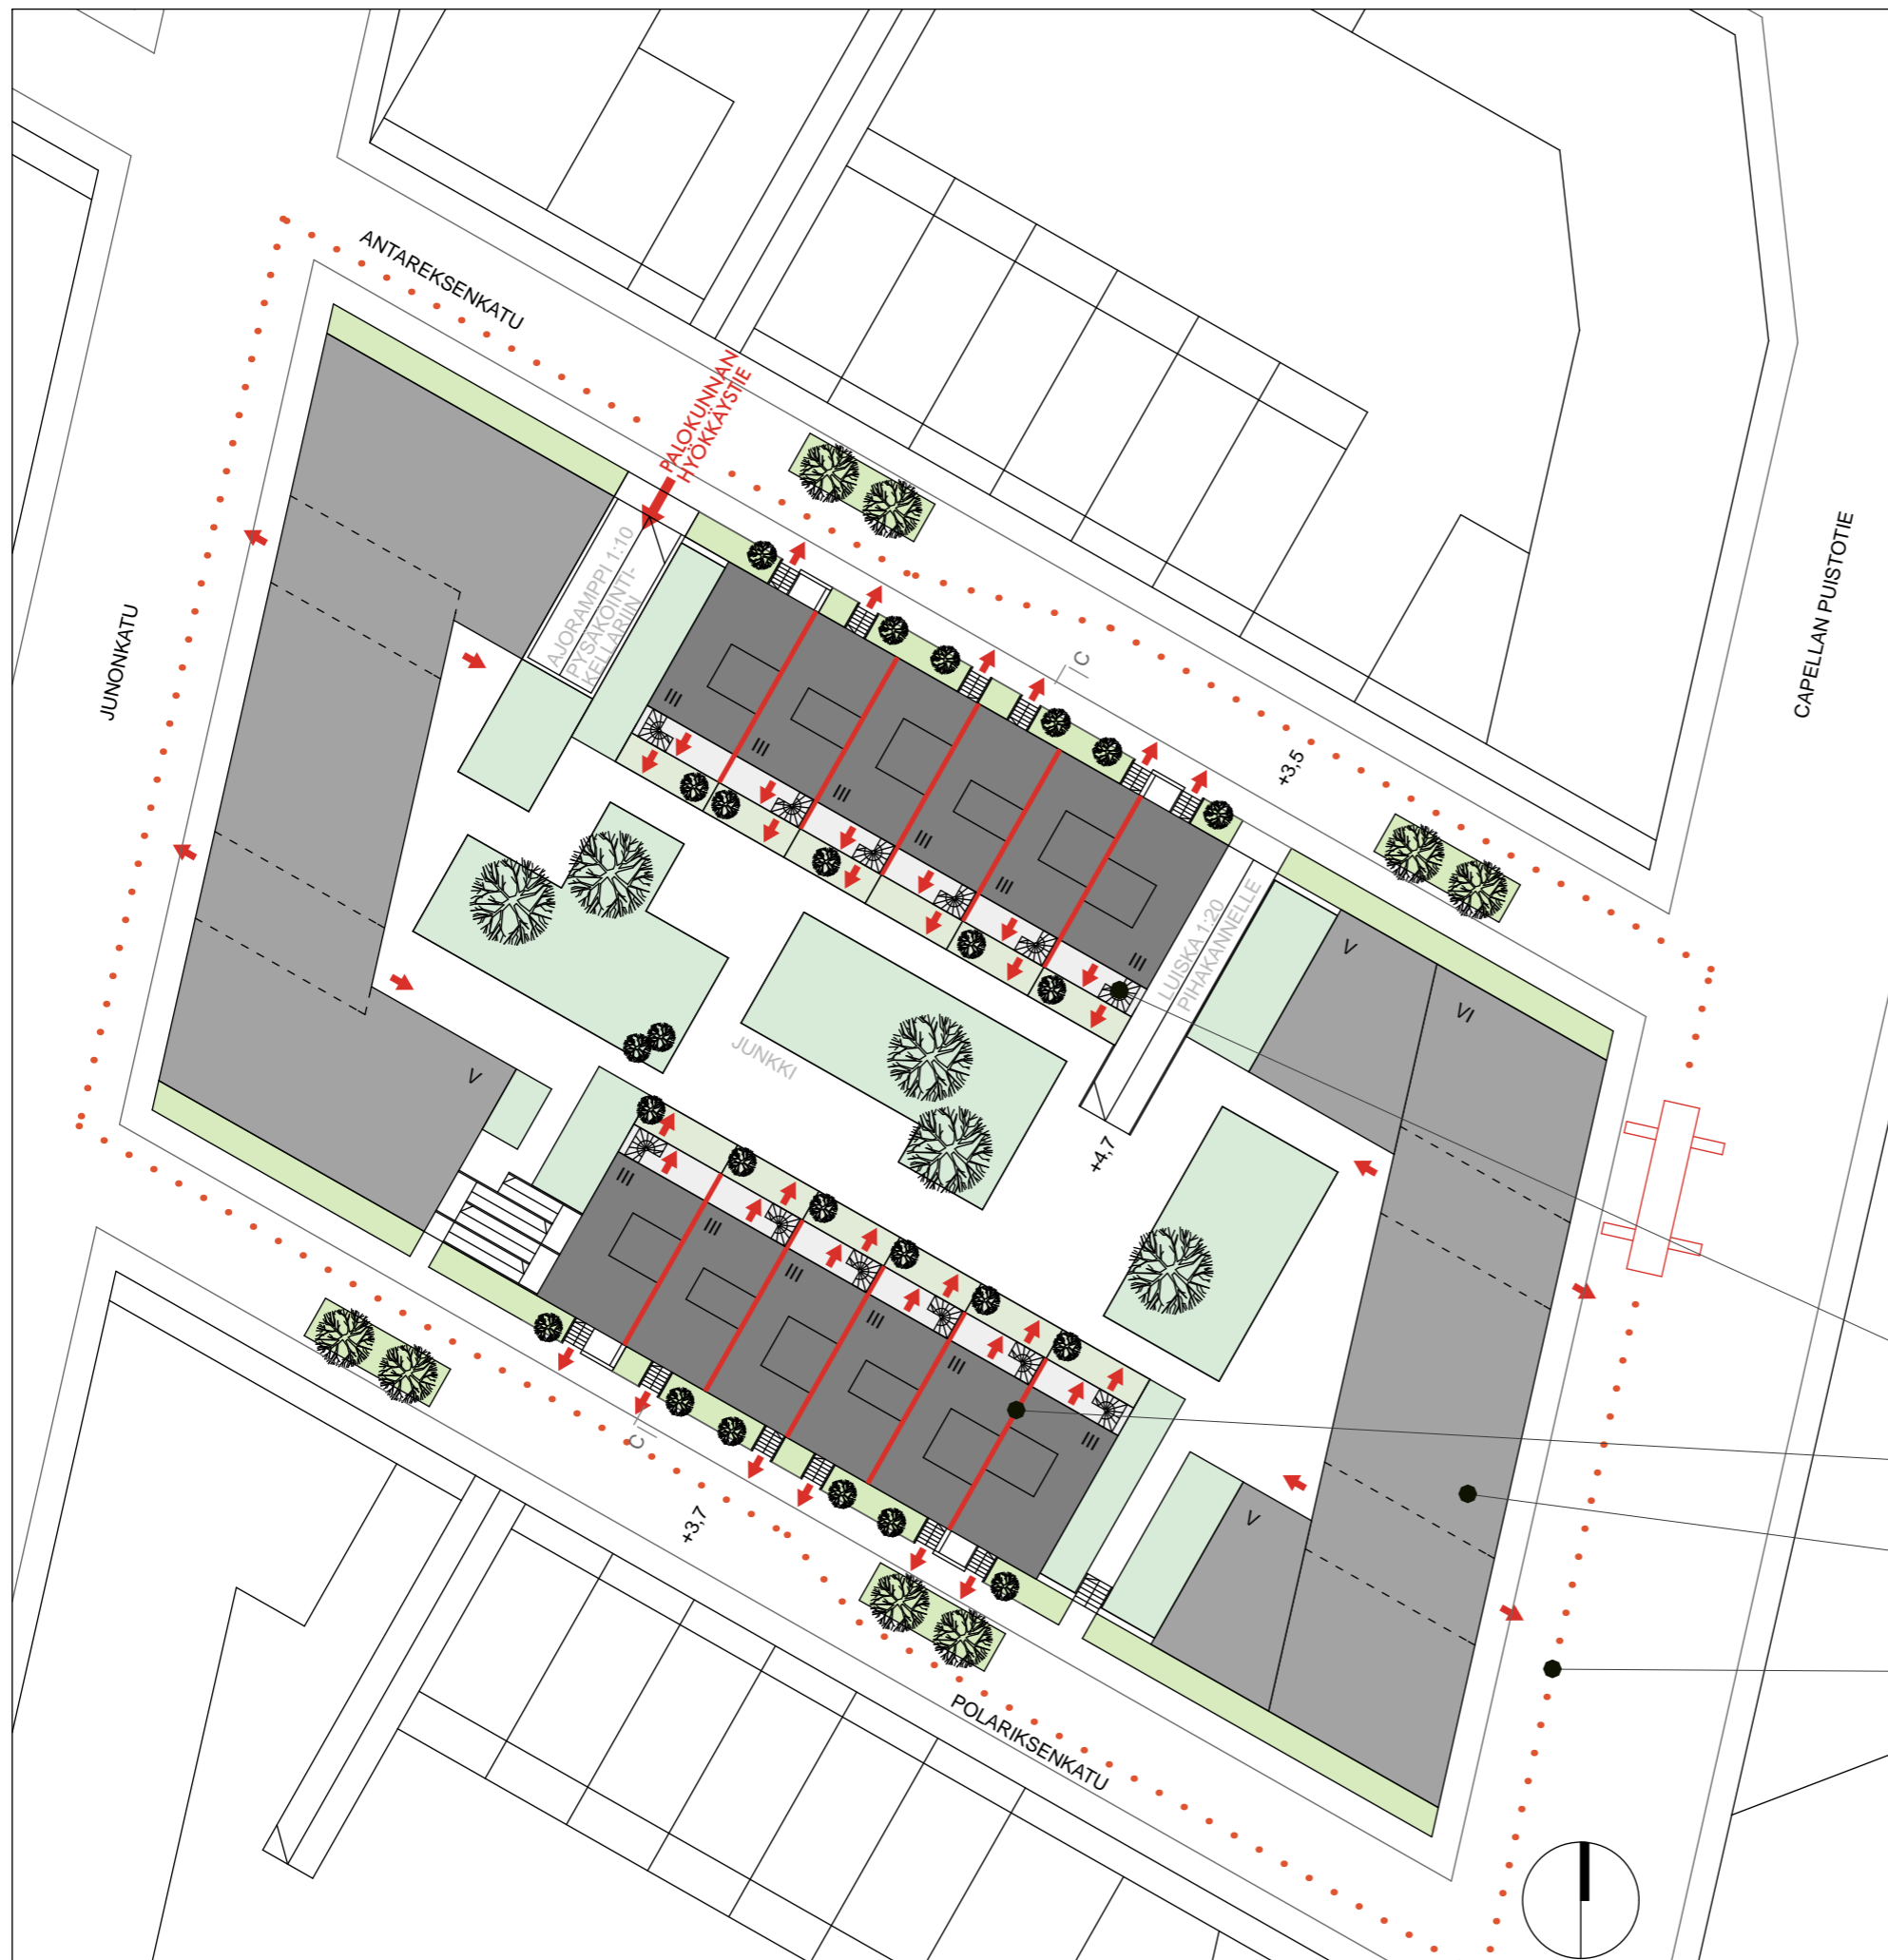 ANTAREKSENKATU
PALOKUNNAN
HYÖKKÄYSTIE
AJORAMPPI 1:10
PYSÄKÖINTI-
KELLARIIN
JUNONKATU
CAPELLAN PUISTOTIE
C
+3,5
III
III
III
III
III
III
LUISKA 1:20
PIHAKANNELLE
V
VI
JUNKKI
+4,7
V
III
III
III
III
III
III
C
+3,7
V
POLARIKSENKATU